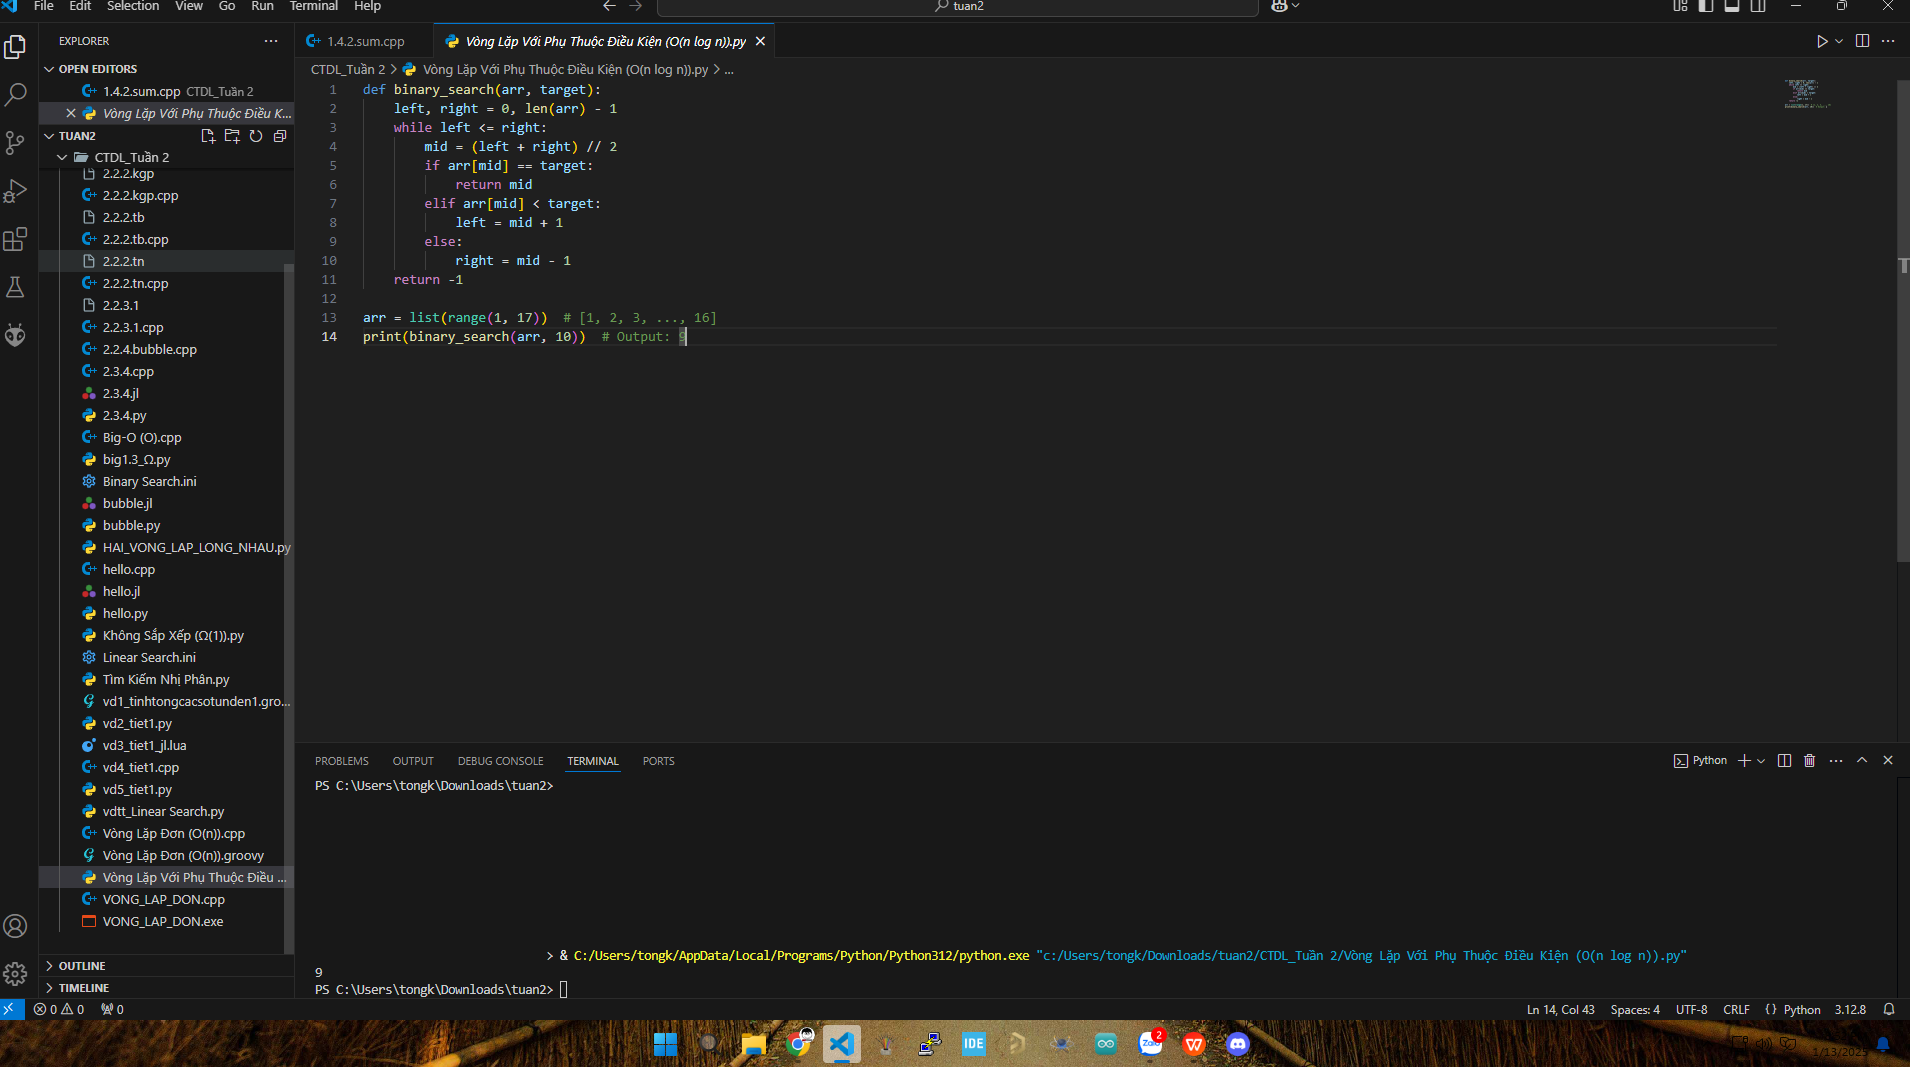 File Edit Selection View Go Run Terminal Help
tuan2
EXPLORER
OPEN EDITORS
1.4.2.sum.cpp CTDL_Tuần 2
Vòng Lặp Với Phụ Thuộc Điều K...
TUAN2
CTDL_Tuần 2
2.2.2.kgp
2.2.2.kgp.cpp
2.2.2.tb
2.2.2.tb.cpp
2.2.2.tn
2.2.2.tn.cpp
2.2.3.1
2.2.3.1.cpp
2.2.4.bubble.cpp
2.3.4.cpp
2.3.4.jl
2.3.4.py
Big-O (O).cpp
big1.3_Ω.py
Binary Search.ini
bubble.jl
bubble.py
HAI_VONG_LAP_LONG_NHAU.py
hello.cpp
hello.jl
hello.py
Không Sắp Xếp (Ω(1)).py
Linear Search.ini
Tìm Kiếm Nhị Phân.py
vd1_tinhtongcacsotunden1.gro...
vd2_tiet1.py
vd3_tiet1_jl.lua
vd4_tiet1.cpp
vd5_tiet1.py
vdtt_Linear Search.py
Vòng Lặp Đơn (O(n)).cpp
Vòng Lặp Đơn (O(n)).groovy
Vòng Lặp Với Phụ Thuộc Điều ...
VONG_LAP_DON.cpp
VONG_LAP_DON.exe
OUTLINE
TIMELINE
1.4.2.sum.cpp
Vòng Lặp Với Phụ Thuộc Điều Kiện (O(n log n)).py
CTDL_Tuần 2 > Vòng Lặp Với Phụ Thuộc Điều Kiện (O(n log n)).py > ...
1 def binary_search(arr, target):
2 left, right = 0, len(arr) - 1
3 while left <= right:
4 mid = (left + right) // 2
5 if arr[mid] == target:
6 return mid
7 elif arr[mid] < target:
8 left = mid + 1
9 else:
10 right = mid - 1
11 return -1
12
13 arr = list(range(1, 17)) # [1, 2, 3, ..., 16]
14 print(binary_search(arr, 10)) # Output: 9
PROBLEMS OUTPUT DEBUG CONSOLE TERMINAL PORTS
Python
PS C:\Users\tongk\Downloads\tuan2>
> & C:/Users/tongk/AppData/Local/Programs/Python/Python312/python.exe "c:/Users/tongk/Downloads/tuan2/CTDL_Tuần 2/Vòng Lặp Với Phụ Thuộc Điều Kiện (O(n log n)).py"
9
PS C:\Users\tongk\Downloads\tuan2>
0 0 0
Ln 14, Col 43 Spaces: 4 UTF-8 CRLF {} Python 3.12.8
IDE
Zalo 2
1/13/2025